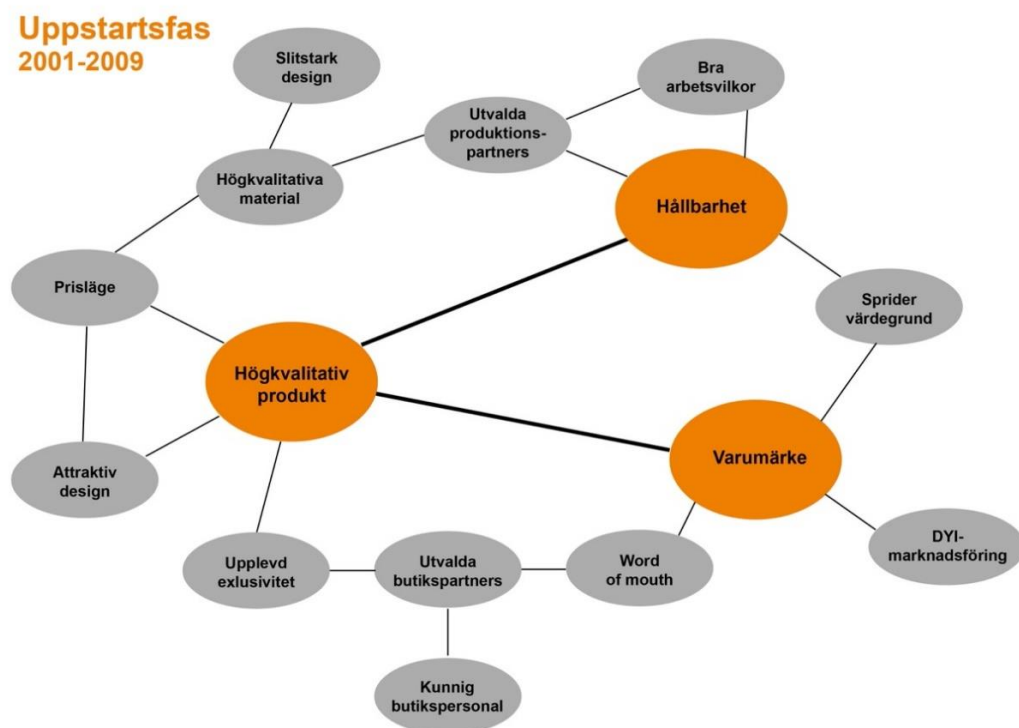 Uppstartsfas
2001-2009
Slitstark
design
Bra
arbetsvilkor
Utvalda
produktions-
partners
Högkvalitativa
material
Hållbarhet
Prisläge
Sprider
värdegrund
Högkvalitativ
produkt
Varumärke
Attraktiv
design
DYI-
marknadsföring
Upplevd
exlusivitet
Utvalda
butikspartners
Word
of mouth
Kunnig
butikspersonal